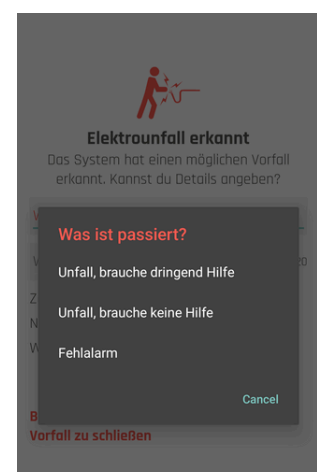 Elektrounfall erkannt
Das System hat einen möglichen Vorfall
erkannt. Kannst du Details angeben?
Was ist passiert?
Unfall, brauche dringend Hilfe
Unfall, brauche keine Hilfe
Fehlalarm
Cancel
Vorfall zu schließen